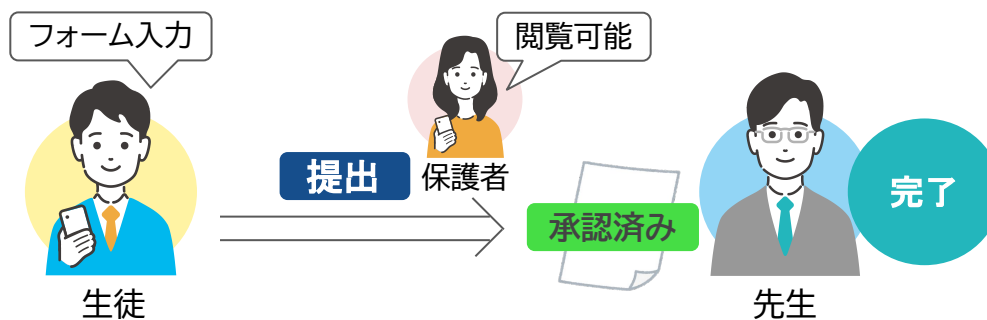 フォーム入力
閲覧可能
提出
保護者
承認済み
完了
生徒
先生